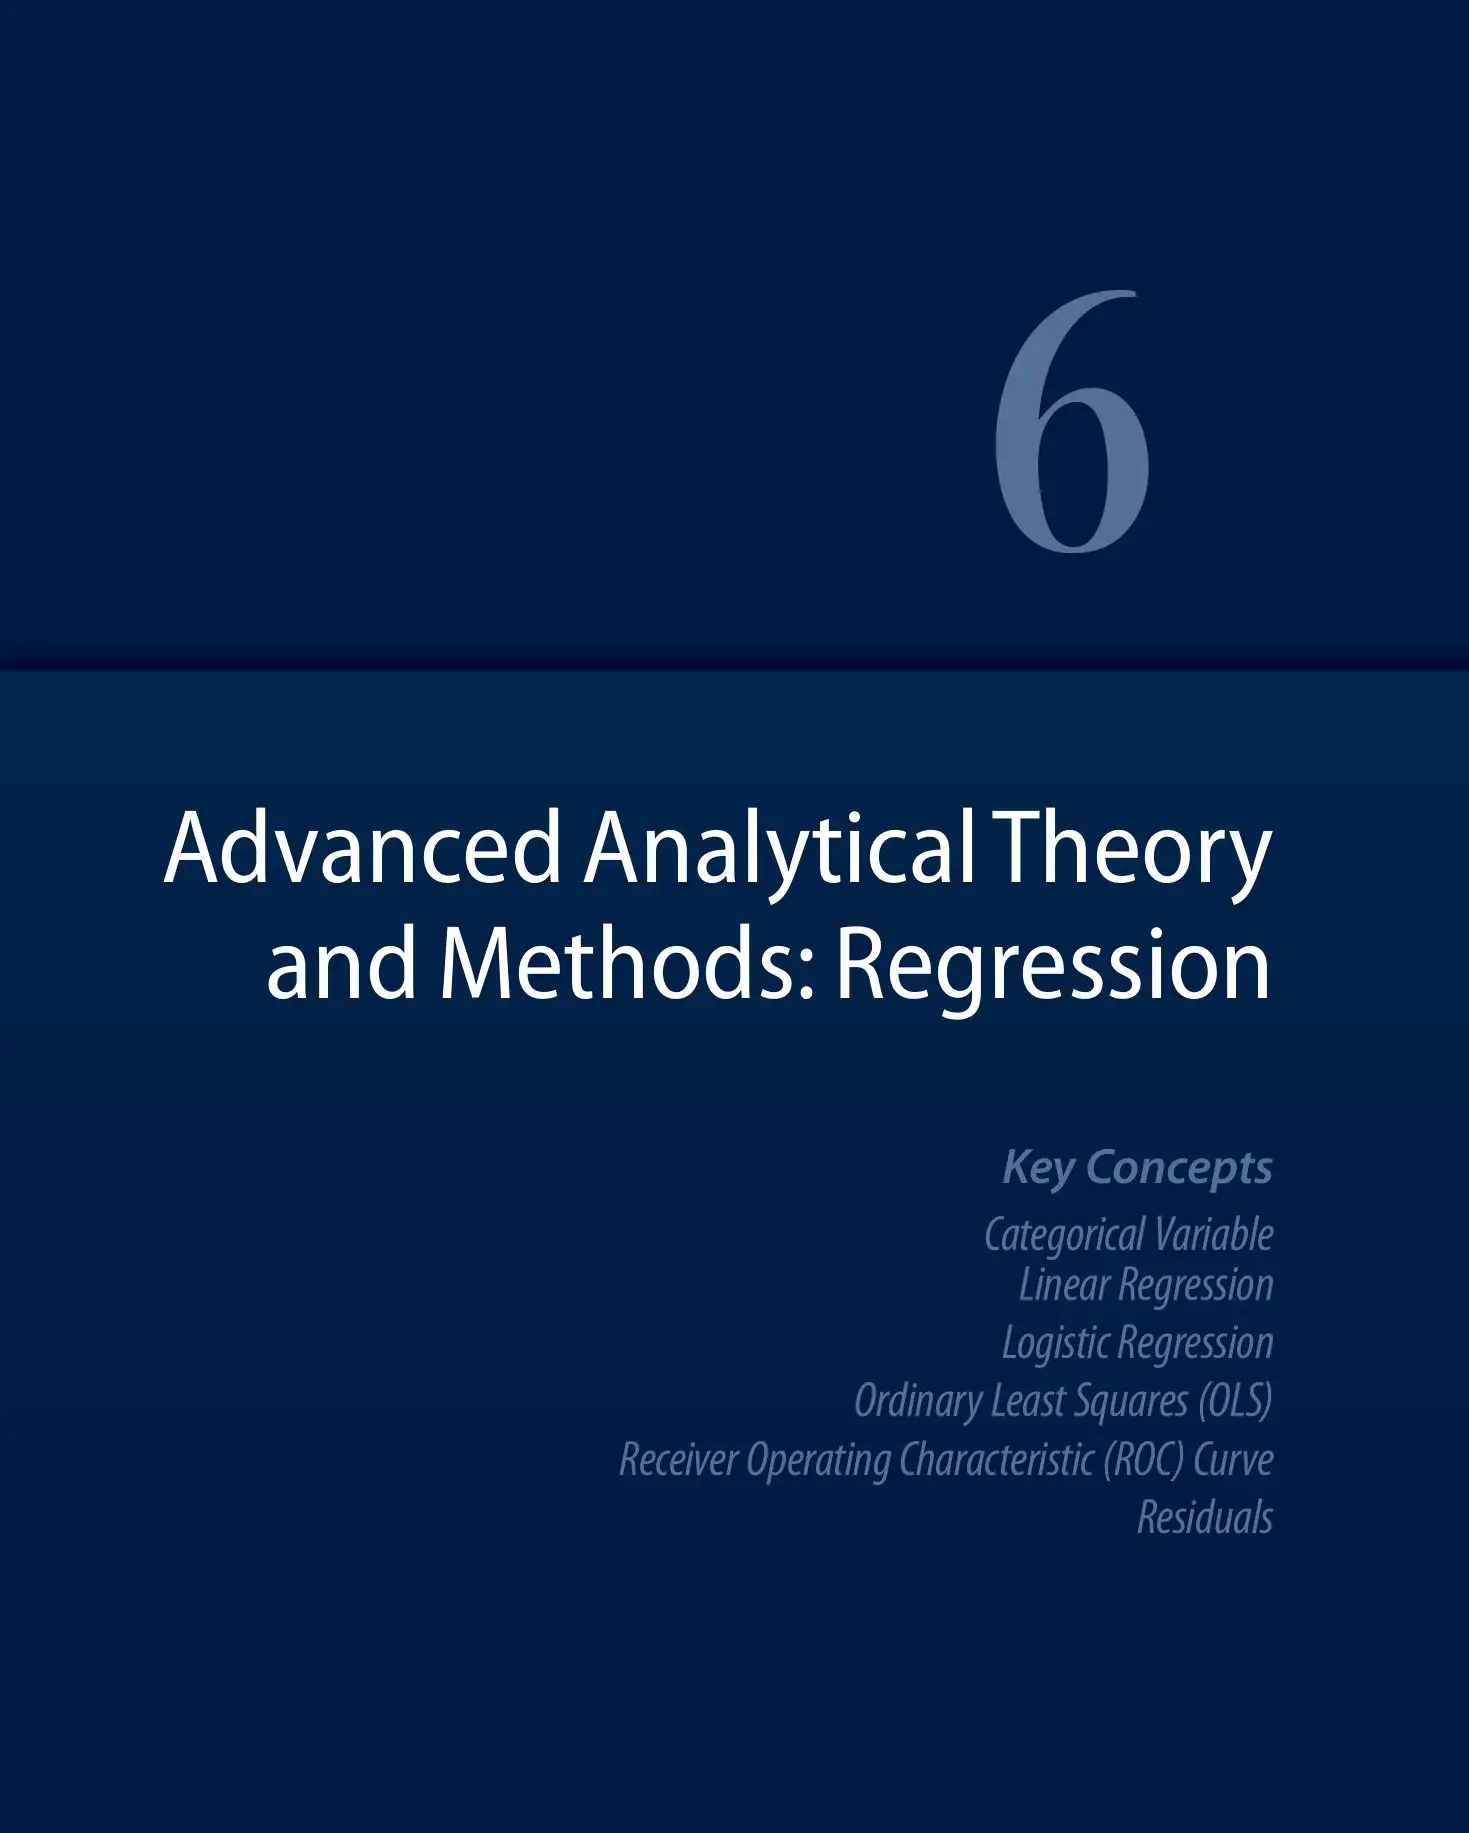 6
Advanced Analytical Theory
and Methods: Regression
Key Concepts
Categorical Variable
Linear Regression
Logistic Regression
Ordinary Least Squares (OLS)
Receiver Operating Characteristic (ROC) Curve
Residuals